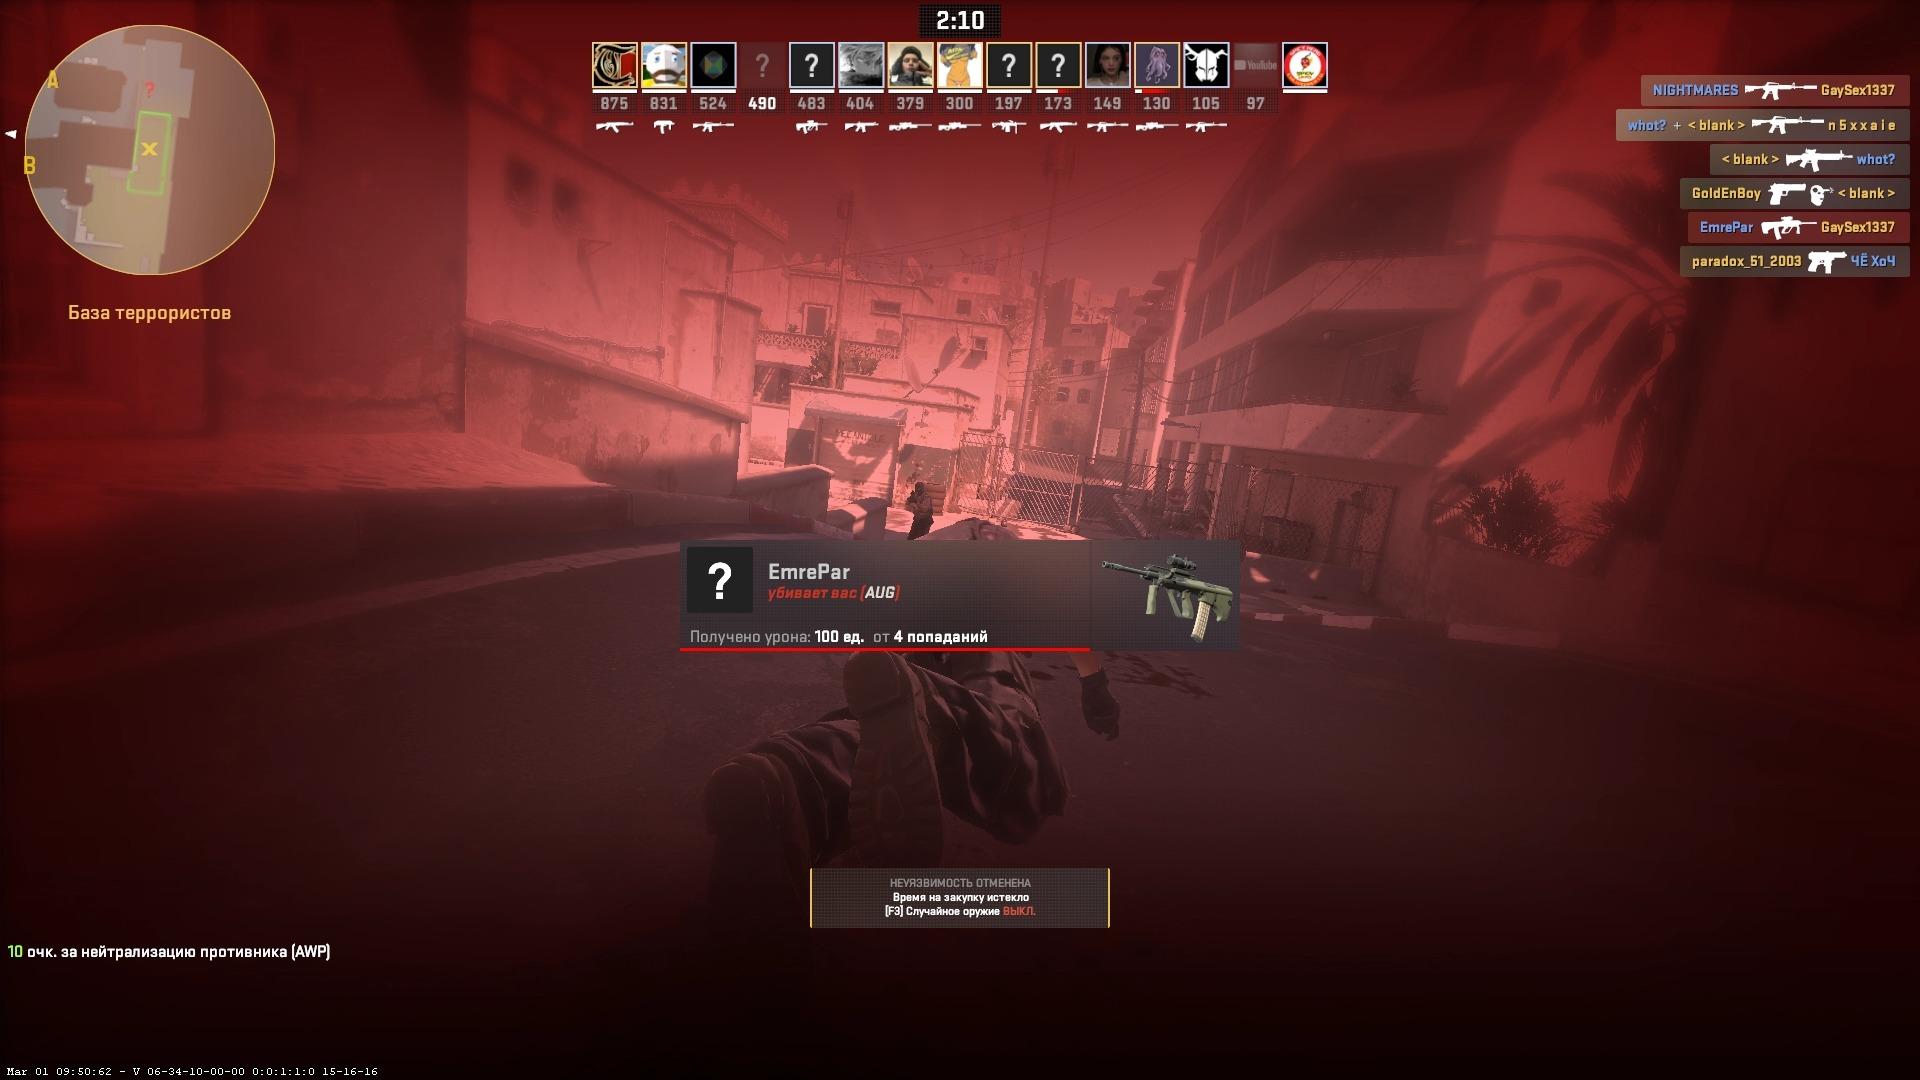 2:10
YouTube
875 831 524 490 483 404 379 300 197 173 149 130 105 97
A
?
X
B
База террористов
NIGHTMARES GaySex1337
whot? + < blank > n 5 x x a i e
< blank > whot?
GoldEnBoy < blank >
EmrePar GaySex1337
paradox_51_2003 ЧЁ ХоЧ
? EmrePar
убивает вас (AUG)
Получено урона: 100 ед. от 4 попаданий
НЕУЯЗВИМОСТЬ ОТМЕНЕНА
Время на закупку истекло
[F3] Случайное оружие ВЫКЛ.
10 очк. за нейтрализацию противника (AWP)
Mar 01 09:50:62 - V 06-34-10-00-00 0:0:1:1:0 15-16-16